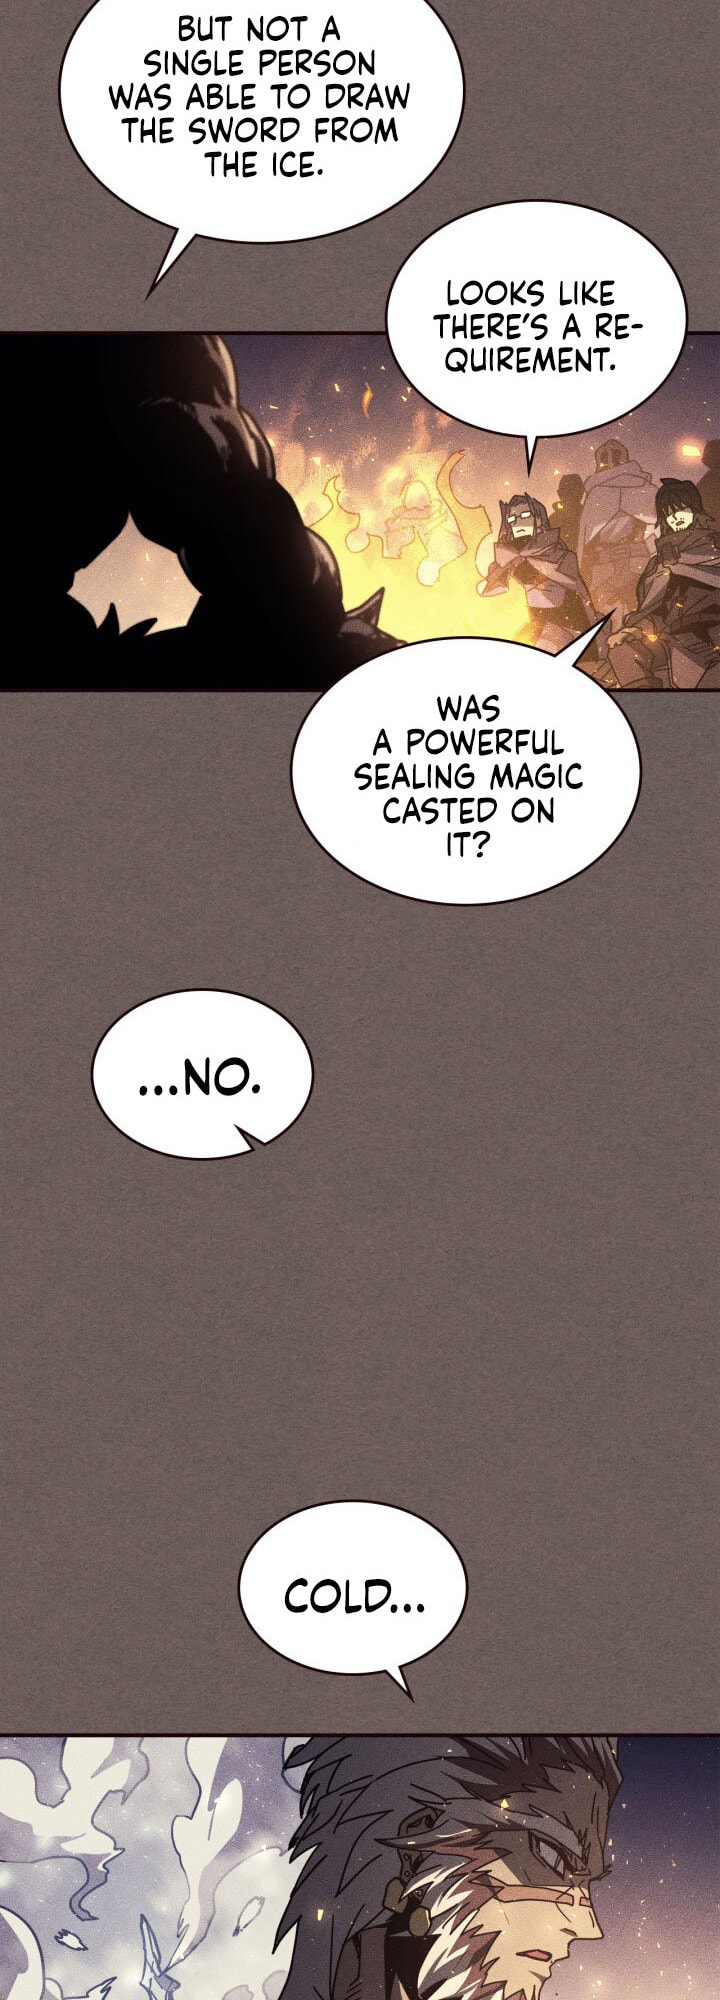 BUT NOT A
SINGLE PERSON
WAS ABLE TO DRAW
THE SWORD FROM
THE ICE.
LOOKS LIKE
THERE'S A RE-
QUIREMENT.
WAS
A POWERFUL
SEALING MAGIC
CASTED ON
IT?
...NO.
COLD...